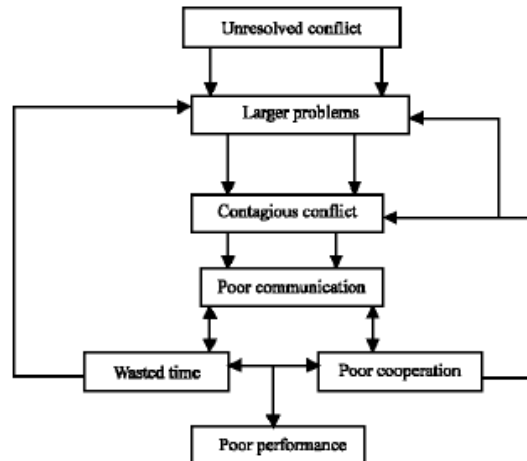 Unresolved conflict
Larger problems
Contagious conflict
Poor communication
Wasted time
Poor cooperation
Poor performance